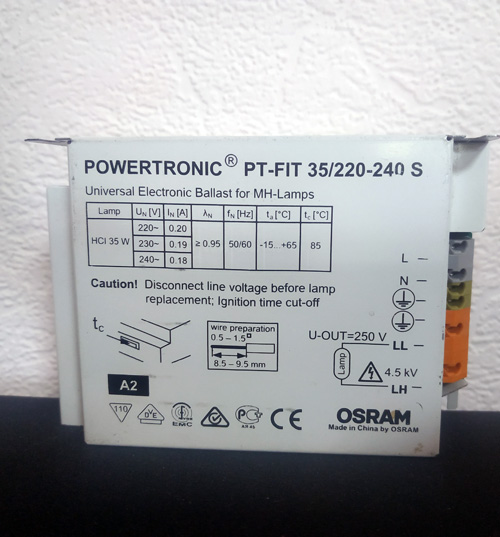 POWERTRONIC® PT-FIT 35/220-240 S
Universal Electronic Ballast for MH-Lamps
Lamp UN [V] IN [A] λN fN [Hz] ta [°C] tc [°C]
HCI 35 W 220~ 0.20 ≥ 0.95 50/60 -15...+65 85
230~ 0.19
240~ 0.18
Caution! Disconnect line voltage before lamp
replacement; Ignition time cut-off
L
N
tc
wire preparation
0.5 – 1.5
8.5 – 9.5 mm
U-OUT=250 V
LL
Lamp
4.5 kV
LH
A2
110
DVE
EMC
PC
CE
OSRAM
Made in China by OSRAM